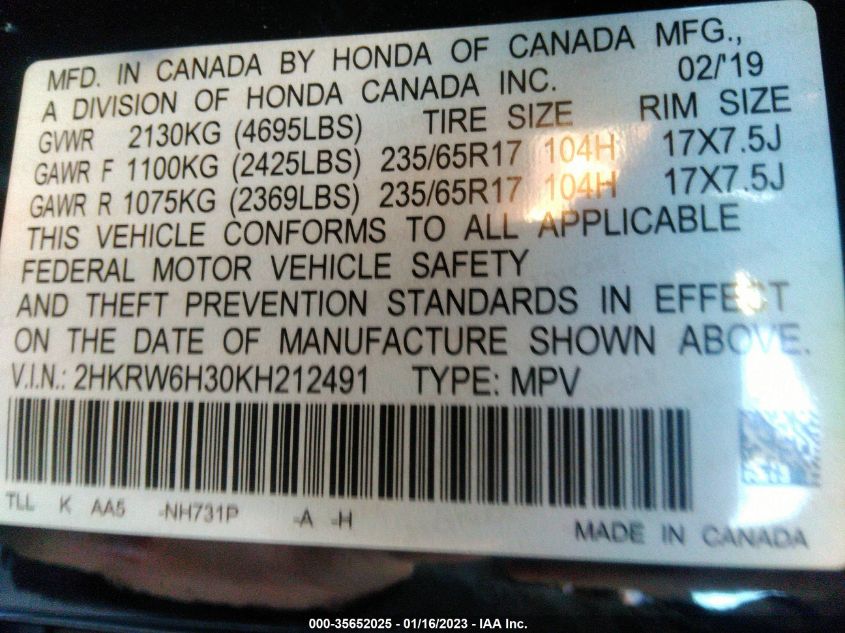 MFD. IN CANADA BY HONDA OF CANADA MFG.,
A DIVISION OF HONDA CANADA INC. 02/'19
GVWR 2130KG (4695LBS) TIRE SIZE RIM SIZE
GAWR F 1100KG (2425LBS) 235/65R17 104H 17X7.5J
GAWR R 1075KG (2369LBS) 235/65R17 104H 17X7.5J
THIS VEHICLE CONFORMS TO ALL APPLICABLE
FEDERAL MOTOR VEHICLE SAFETY
AND THEFT PREVENTION STANDARDS IN EFFECT
ON THE DATE OF MANUFACTURE SHOWN ABOVE.
V.I.N.: 2HKRW6H30KH212491 TYPE: MPV
TLL K AA5 -NH731P -A -H
MADE IN CANADA
000-35652025 - 01/16/2023 - IAA Inc.